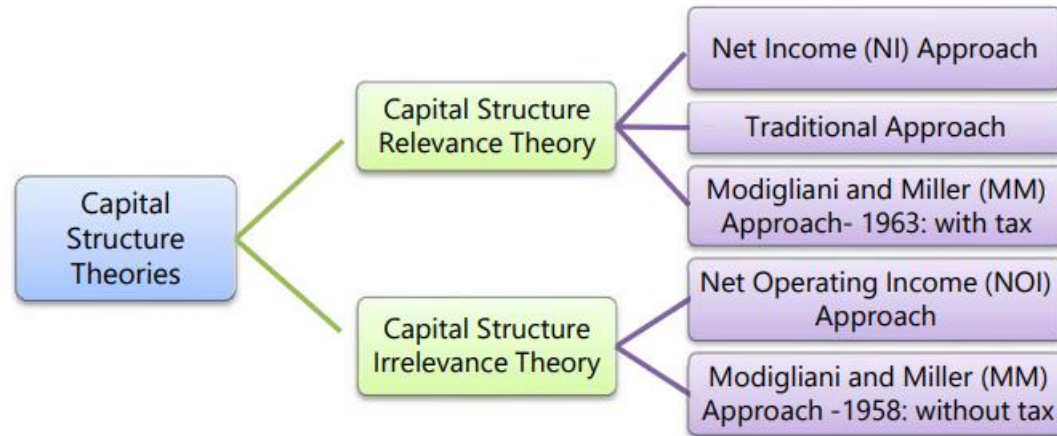 Capital
Structure
Theories
Capital Structure
Relevance Theory
Net Income (NI) Approach
Traditional Approach
Modigliani and Miller (MM)
Approach- 1963: with tax
Capital Structure
Irrelevance Theory
Net Operating Income (NOI)
Approach
Modigliani and Miller (MM)
Approach -1958: without tax